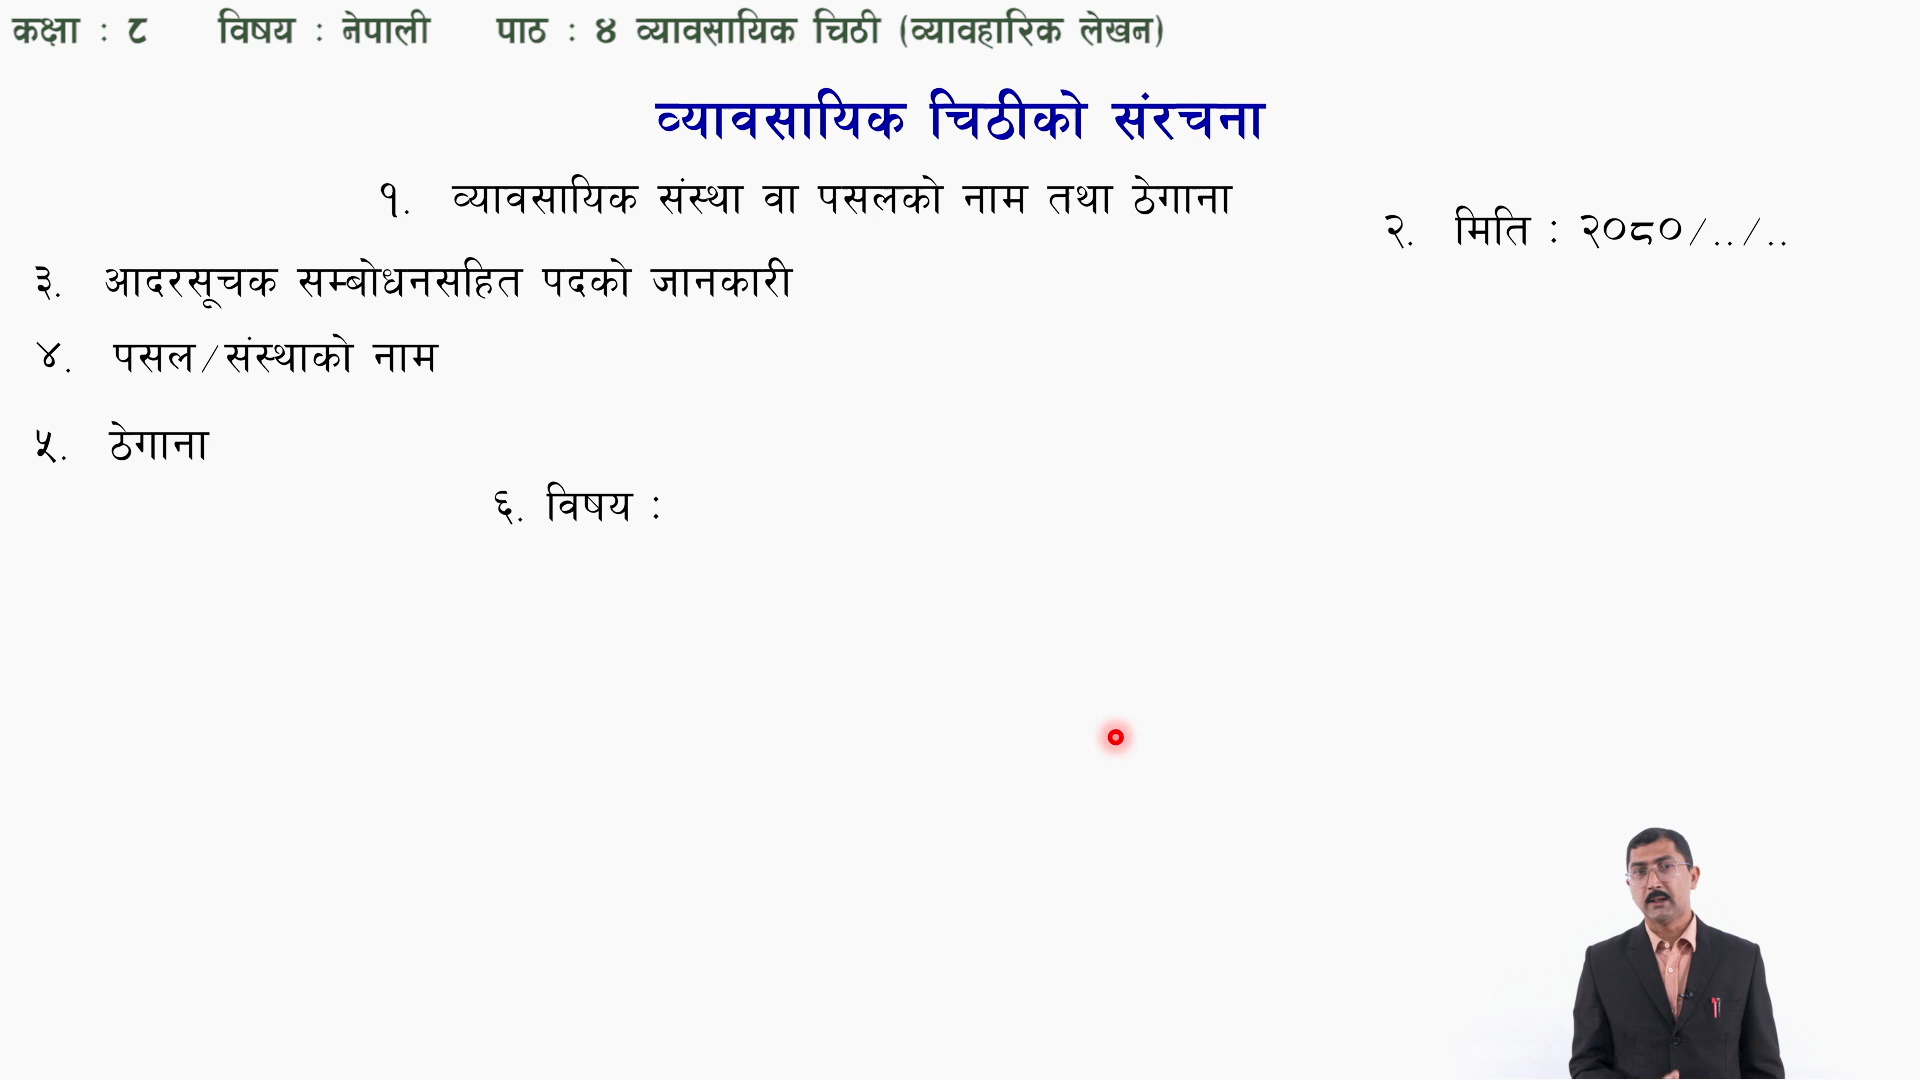 कक्षा : ८ विषय : नेपाली पाठ : ४ व्यावसायिक चिठी (व्यावहारिक लेखन)
व्यावसायिक चिठीको संरचना
१. व्यावसायिक संस्था वा पसलको नाम तथा ठेगाना
२. मिति : २०८०/../..
३. आदरसूचक सम्बोधनसहित पदको जानकारी
४. पसल/संस्थाको नाम
५. ठेगाना
६. विषय :